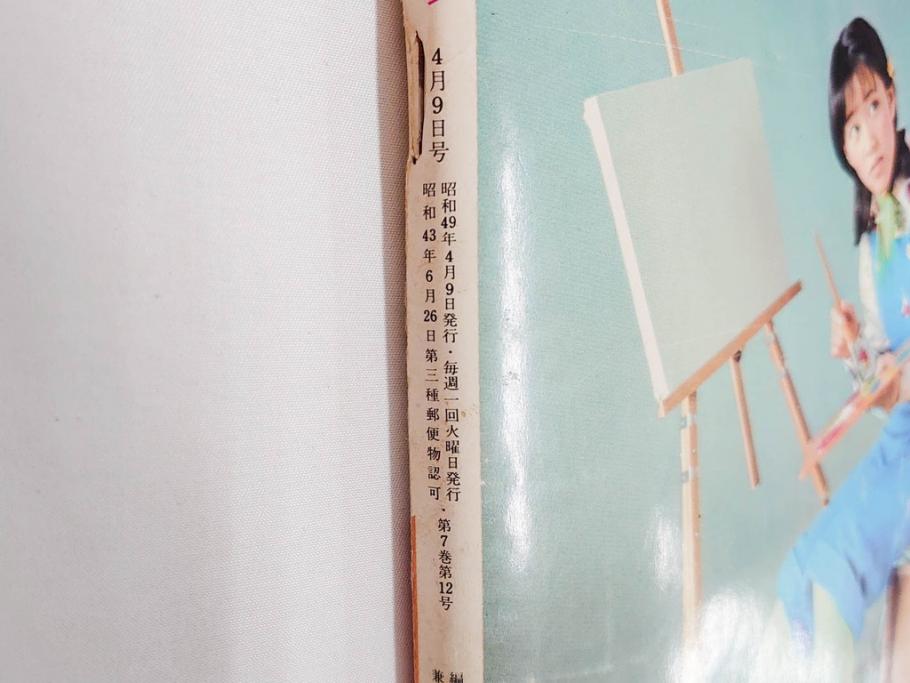 4月9日号
昭和49年4月9日発行・毎週一回火曜日発行
昭和43年6月26日第三種郵便物認可・第7巻第12号
編
兼